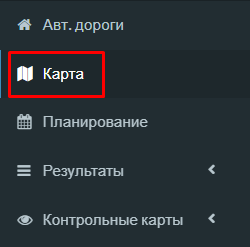 Авт. дороги
Карта
Планирование
Результаты
Контрольные карты